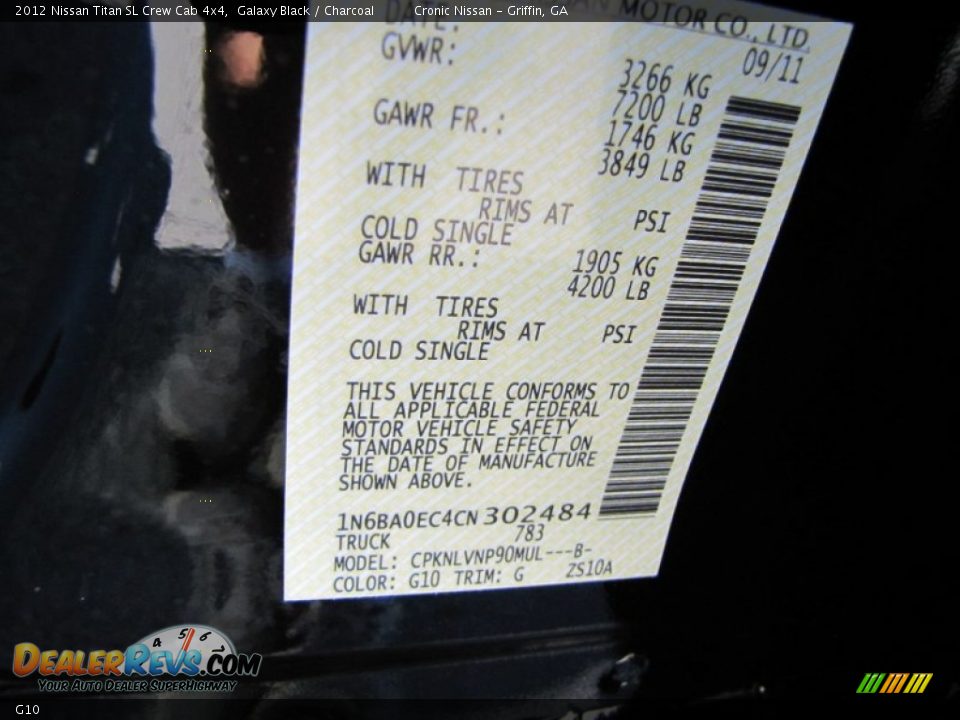 2012 Nissan Titan SL Crew Cab 4x4,  Galaxy Black / Charcoal      Cronic Nissan - Griffin, GA
MOTOR CO., LTD.
DATE: 09/11
GVWR: 3266 KG
7200 LB
GAWR FR.: 1746 KG
3849 LB
WITH TIRES
RIMS AT PSI
COLD SINGLE
GAWR RR.: 1905 KG
4200 LB
WITH TIRES
RIMS AT PSI
COLD SINGLE
THIS VEHICLE CONFORMS TO
ALL APPLICABLE FEDERAL
MOTOR VEHICLE SAFETY
STANDARDS IN EFFECT ON
THE DATE OF MANUFACTURE
SHOWN ABOVE.
1N6BA0EC4CN302484
TRUCK 783
MODEL: CPKNLVNP90MUL---B-
COLOR: G10 TRIM: G ZS10A
4 5 6
DEALERREVS.COM
YOUR AUTO DEALER SUPERHIGHWAY
G10